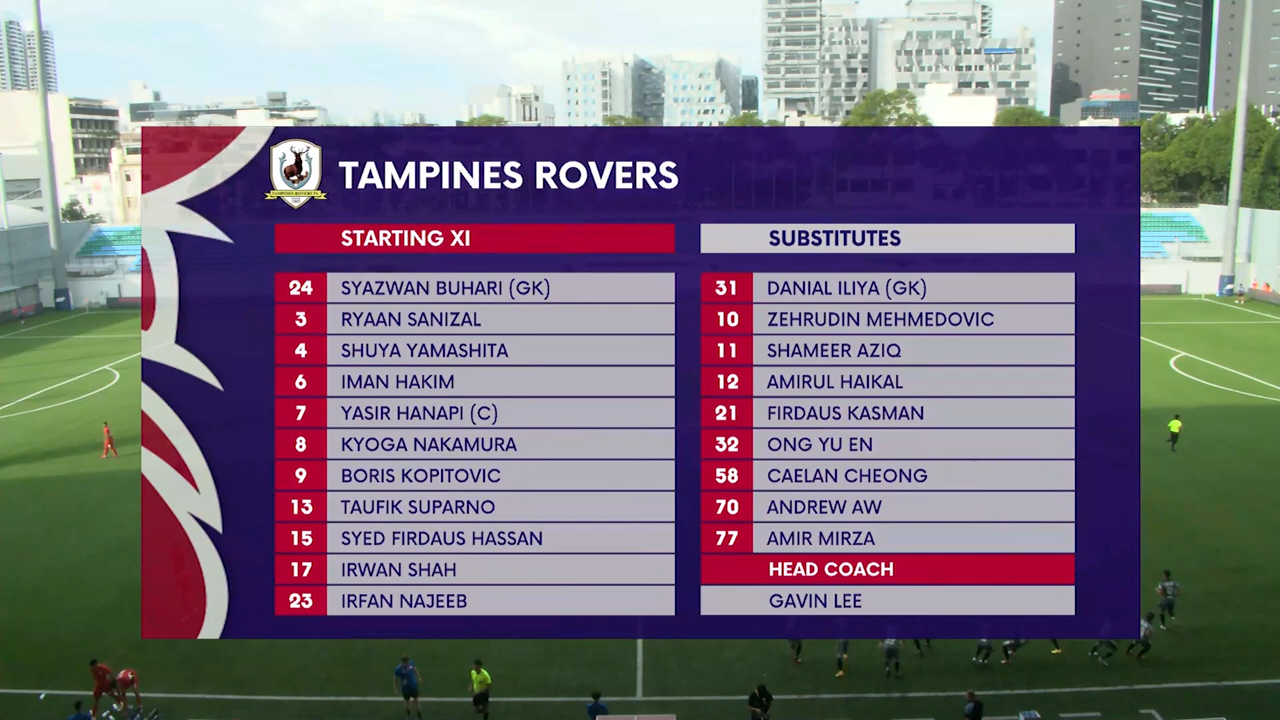 TAMPINES ROVERS
STARTING XI
24 SYAZWAN BUHARI (GK)
3 RYAAN SANIZAL
4 SHUYA YAMASHITA
6 IMAN HAKIM
7 YASIR HANAPI (C)
8 KYOGA NAKAMURA
9 BORIS KOPITOVIC
13 TAUFIK SUPARNO
15 SYED FIRDAUS HASSAN
17 IRWAN SHAH
23 IRFAN NAJEEB
SUBSTITUTES
31 DANIAL ILIYA (GK)
10 ZEHRUDIN MEHMEDOVIC
11 SHAMEER AZIQ
12 AMIRUL HAIKAL
21 FIRDAUS KASMAN
32 ONG YU EN
58 CAELAN CHEONG
70 ANDREW AW
77 AMIR MIRZA
HEAD COACH
GAVIN LEE